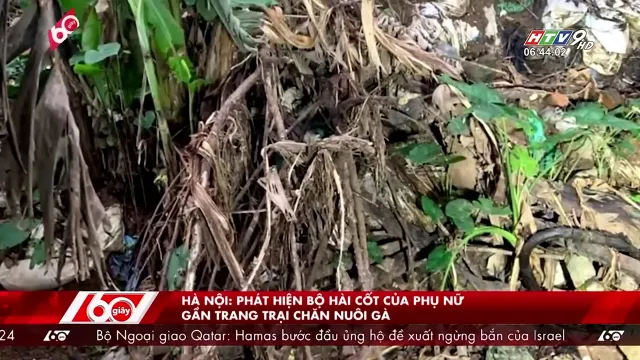 60
HTV9 HD
06:44:02
60 giây
HÀ NỘI: PHÁT HIỆN BỘ HÀI CỐT CỦA PHỤ NỮ
GẦN TRANG TRẠI CHĂN NUÔI GÀ
24 60 Bộ Ngoại giao Qatar: Hamas bước đầu ủng hộ đề xuất ngừng bắn của Israel 60